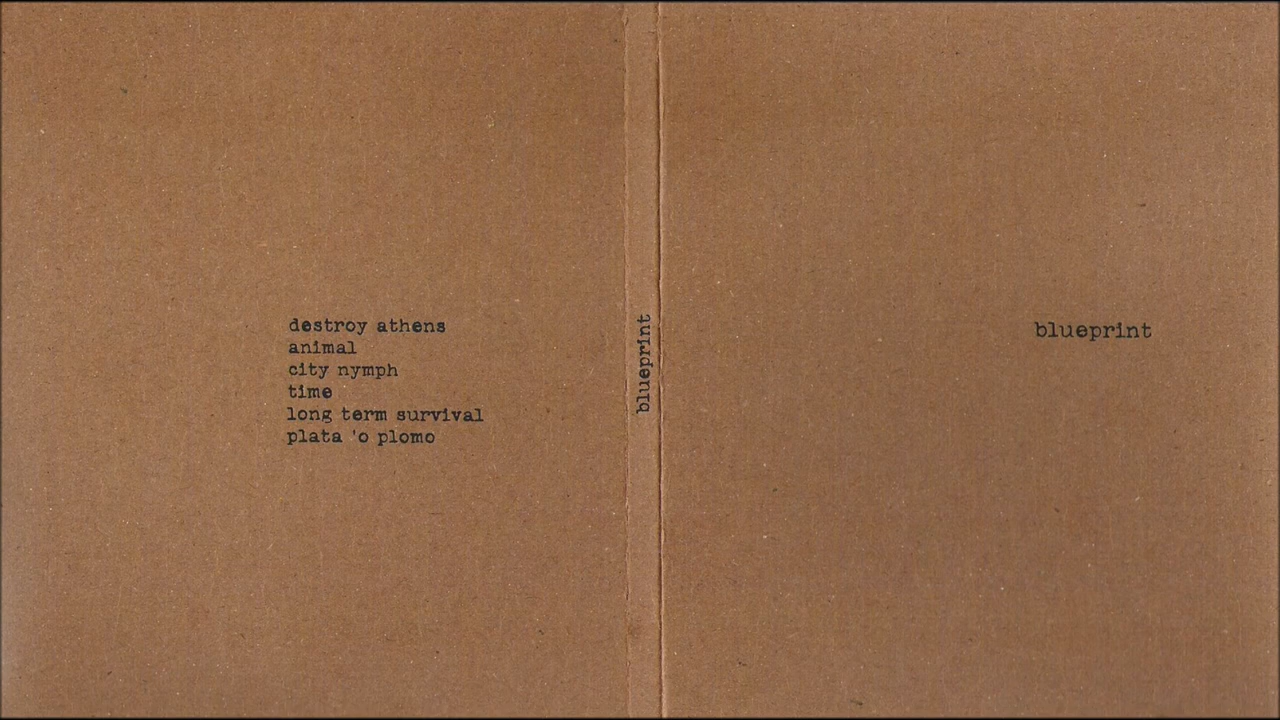 destroy athens
animal
city nymph
time
long term survival
plata 'o plomo
blueprint
blueprint